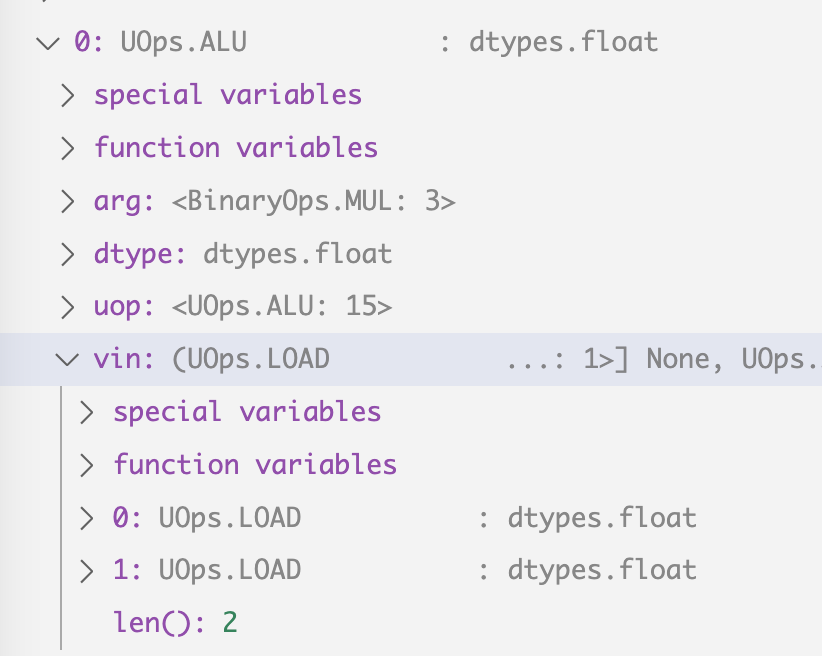 0: UOps.ALU : dtypes.float
special variables
function variables
arg: <BinaryOps.MUL: 3>
dtype: dtypes.float
uop: <UOps.ALU: 15>
vin: (UOps.LOAD ...: 1>] None, UOps.
special variables
function variables
0: UOps.LOAD : dtypes.float
1: UOps.LOAD : dtypes.float
len(): 2